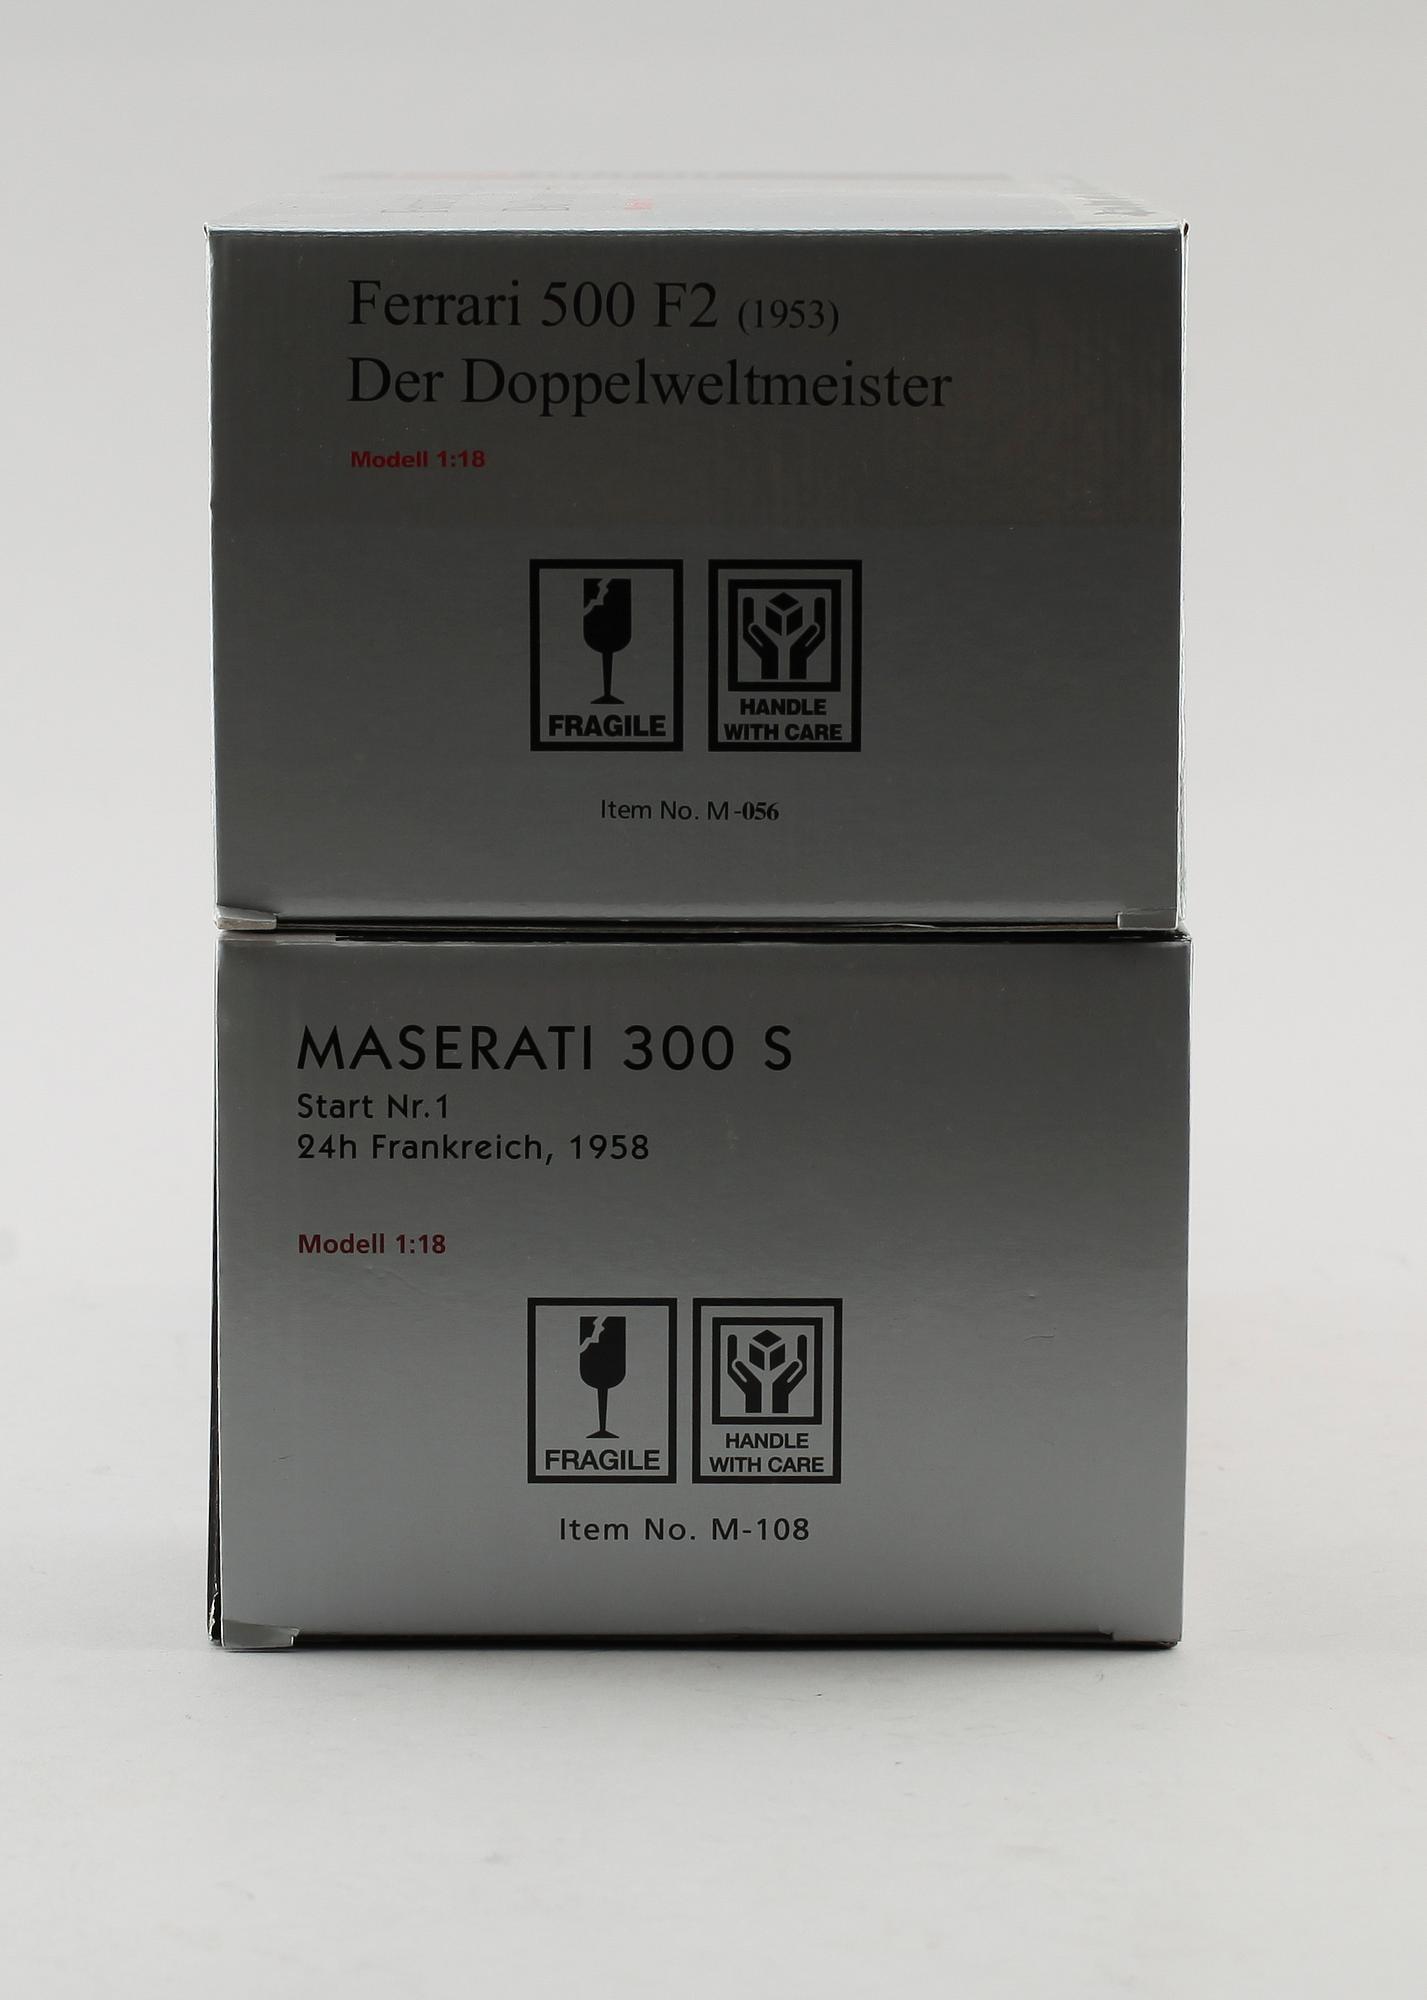 Ferrari 500 F2 (1953)
Der Doppelweltmeister
Modell 1:18
FRAGILE
HANDLE
WITH CARE
Item No. M-056
MASERATI 300 S
Start Nr.1
24h Frankreich, 1958
Modell 1:18
FRAGILE
HANDLE
WITH CARE
Item No. M-108